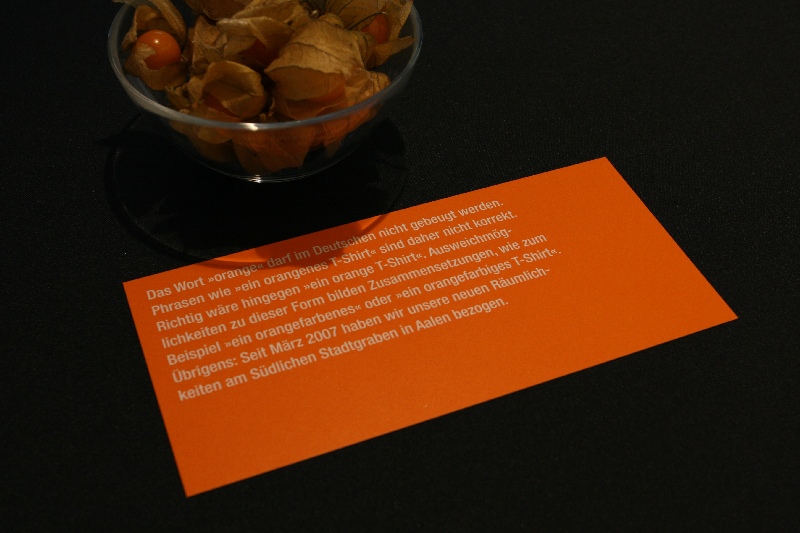 Das Wort »orange« darf im Deutschen nicht gebeugt werden.
Phrasen wie »ein orangenes T-Shirt« sind daher nicht korrekt.
Richtig wäre hingegen »ein orange T-Shirt«. Ausweichmög-
lichkeiten zu dieser Form bilden Zusammensetzungen, wie zum
Beispiel »ein orangefarbenes« oder »ein orangefarbiges T-Shirt«.
Übrigens: Seit März 2007 haben wir unsere neuen Räumlich-
keiten am Südlichen Stadtgraben in Aalen bezogen.